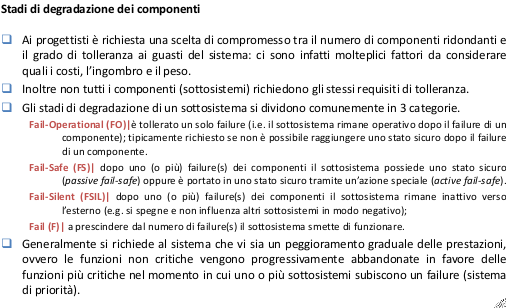 Stadi di degradazione dei componenti
❑ Ai progettisti è richiesta una scelta di compromesso tra il numero di componenti ridondanti e
il grado di tolleranza ai guasti del sistema: ci sono infatti molteplici fattori da considerare
quali i costi, l'ingombro e il peso.
❑ Inoltre non tutti i componenti (sottosistemi) richiedono gli stessi requisiti di tolleranza.
❑ Gli stadi di degradazione di un sottosistema si dividono comunemente in 3 categorie.
Fail-Operational (FO)|è tollerato un solo failure (i.e. il sottosistema rimane operativo dopo il failure di un
componente); tipicamente richiesto se non è possibile raggiungere uno stato sicuro dopo il failure
di un componente.
Fail-Safe (FS)| dopo uno (o più) failure(s) dei componenti il sottosistema possiede uno stato sicuro
(passive fail-safe) oppure è portato in uno stato sicuro tramite un'azione speciale (active fail-safe).
Fail-Silent (FSIL)| dopo uno (o più) failure(s) dei componenti il sottosistema rimane inattivo verso
l'esterno (e.g. si spegne e non influenza altri sottosistemi in modo negativo);
Fail (F)| a prescindere dal numero di failure(s) il sottosistema smette di funzionare.
❑ Generalmente si richiede al sistema che vi sia un peggioramento graduale delle prestazioni,
ovvero le funzioni non critiche vengono progressivamente abbandonate in favore delle
funzioni più critiche nel momento in cui uno o più sottosistemi subiscono un failure (sistema
di priorità).